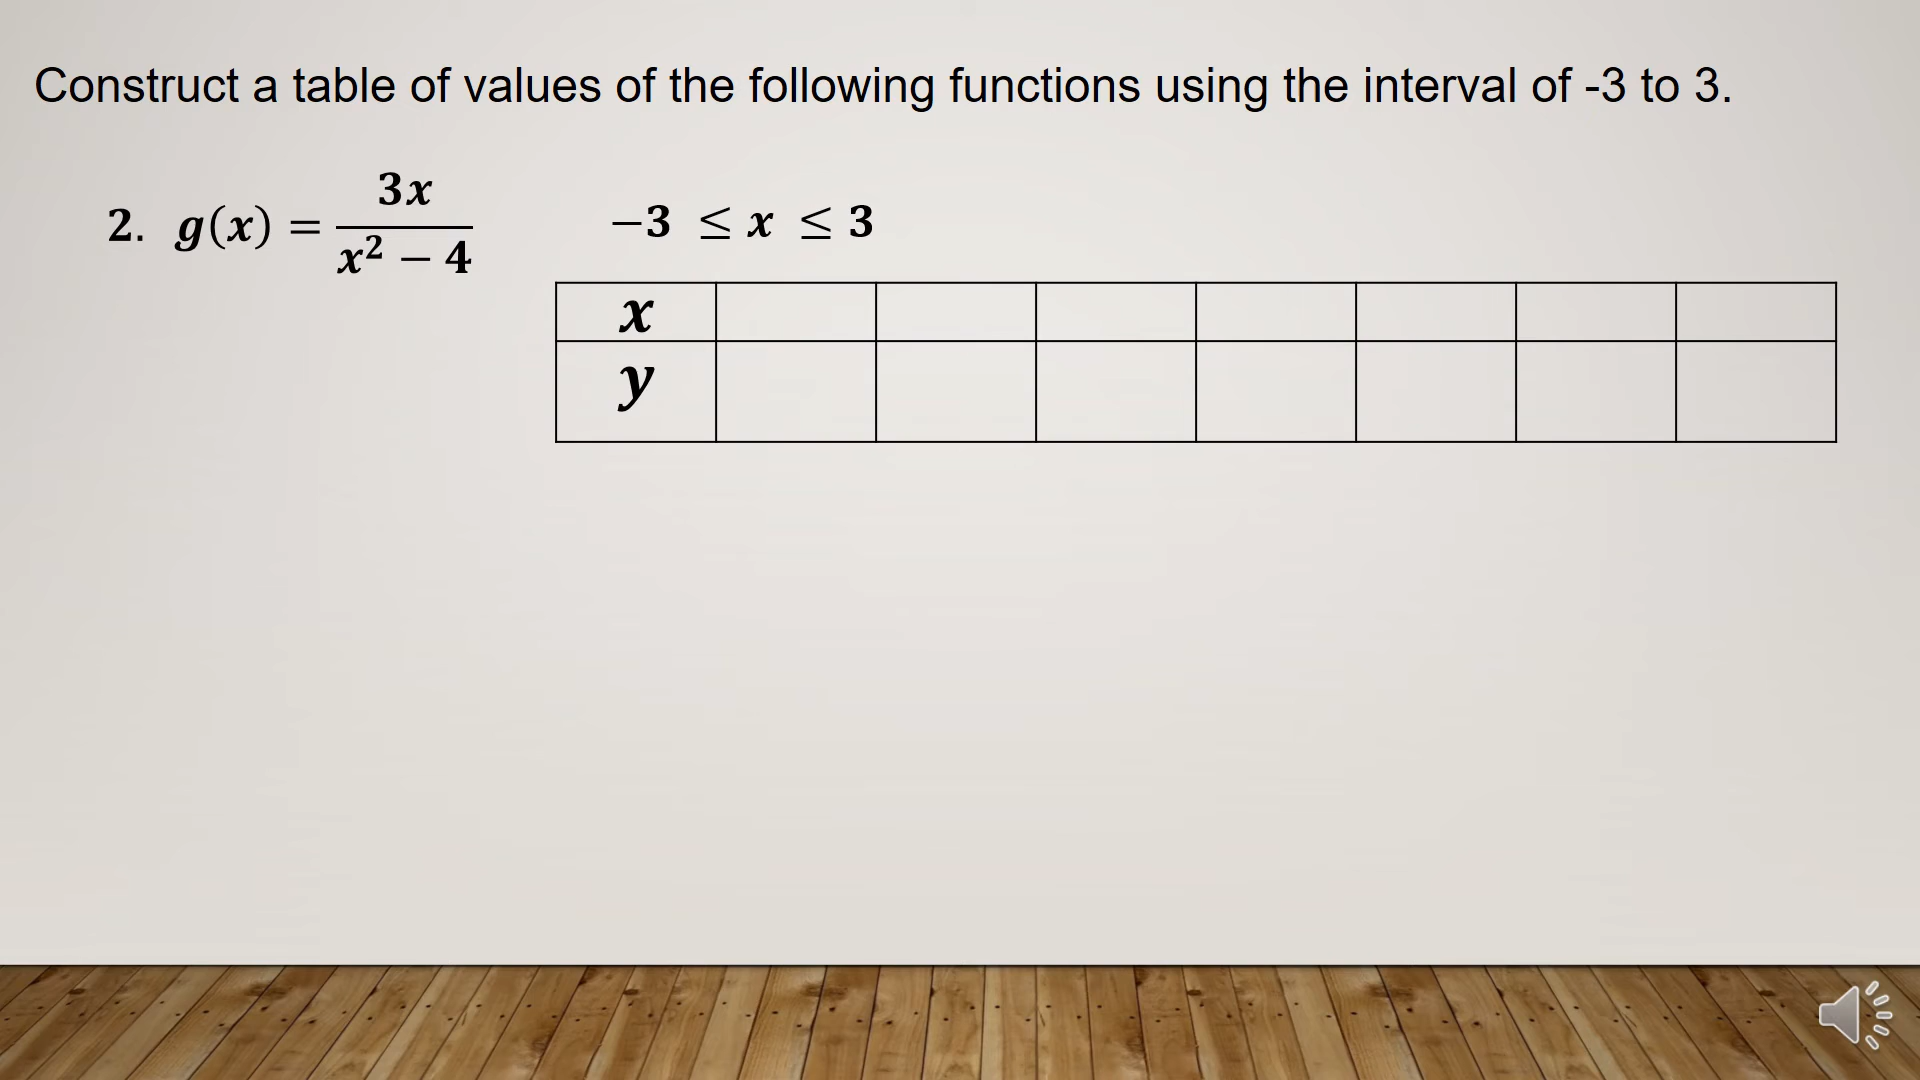 Construct a table of values of the following functions using the interval of -3 to 3.
2. g(x) = 3x / (x² − 4)
−3 ≤ x ≤ 3
x
y